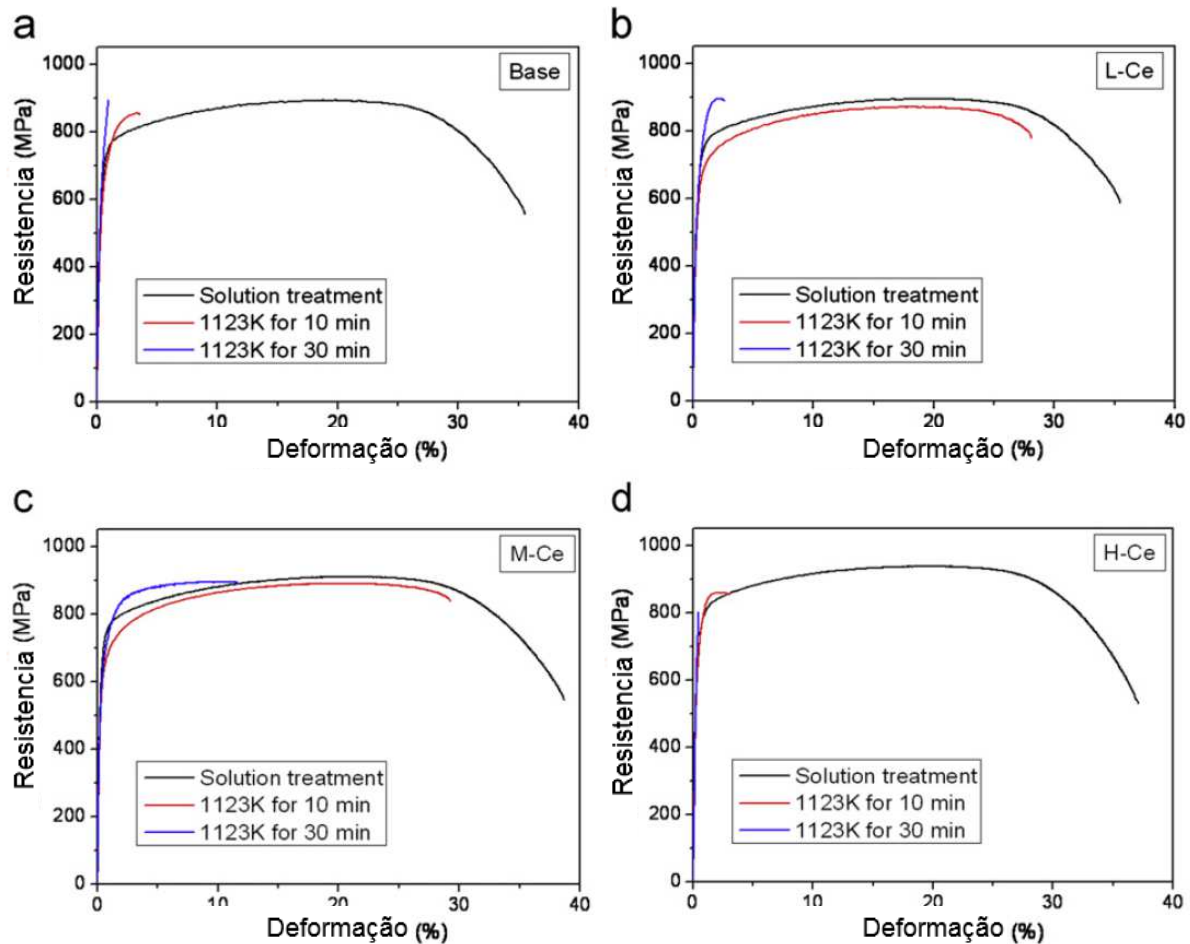 a
1000
800
600
400
200
0
Resistencia (MPa)
Base
Solution treatment
1123K for 10 min
1123K for 30 min
0 10 20 30 40
Deformação (%)
b
1000
800
600
400
200
0
Resistencia (MPa)
L-Ce
Solution treatment
1123K for 10 min
1123K for 30 min
0 10 20 30 40
Deformação (%)
c
1000
800
600
400
200
0
Resistencia (MPa)
M-Ce
Solution treatment
1123K for 10 min
1123K for 30 min
0 10 20 30 40
Deformação (%)
d
1000
800
600
400
200
0
Resistencia (MPa)
H-Ce
Solution treatment
1123K for 10 min
1123K for 30 min
0 10 20 30 40
Deformação (%)